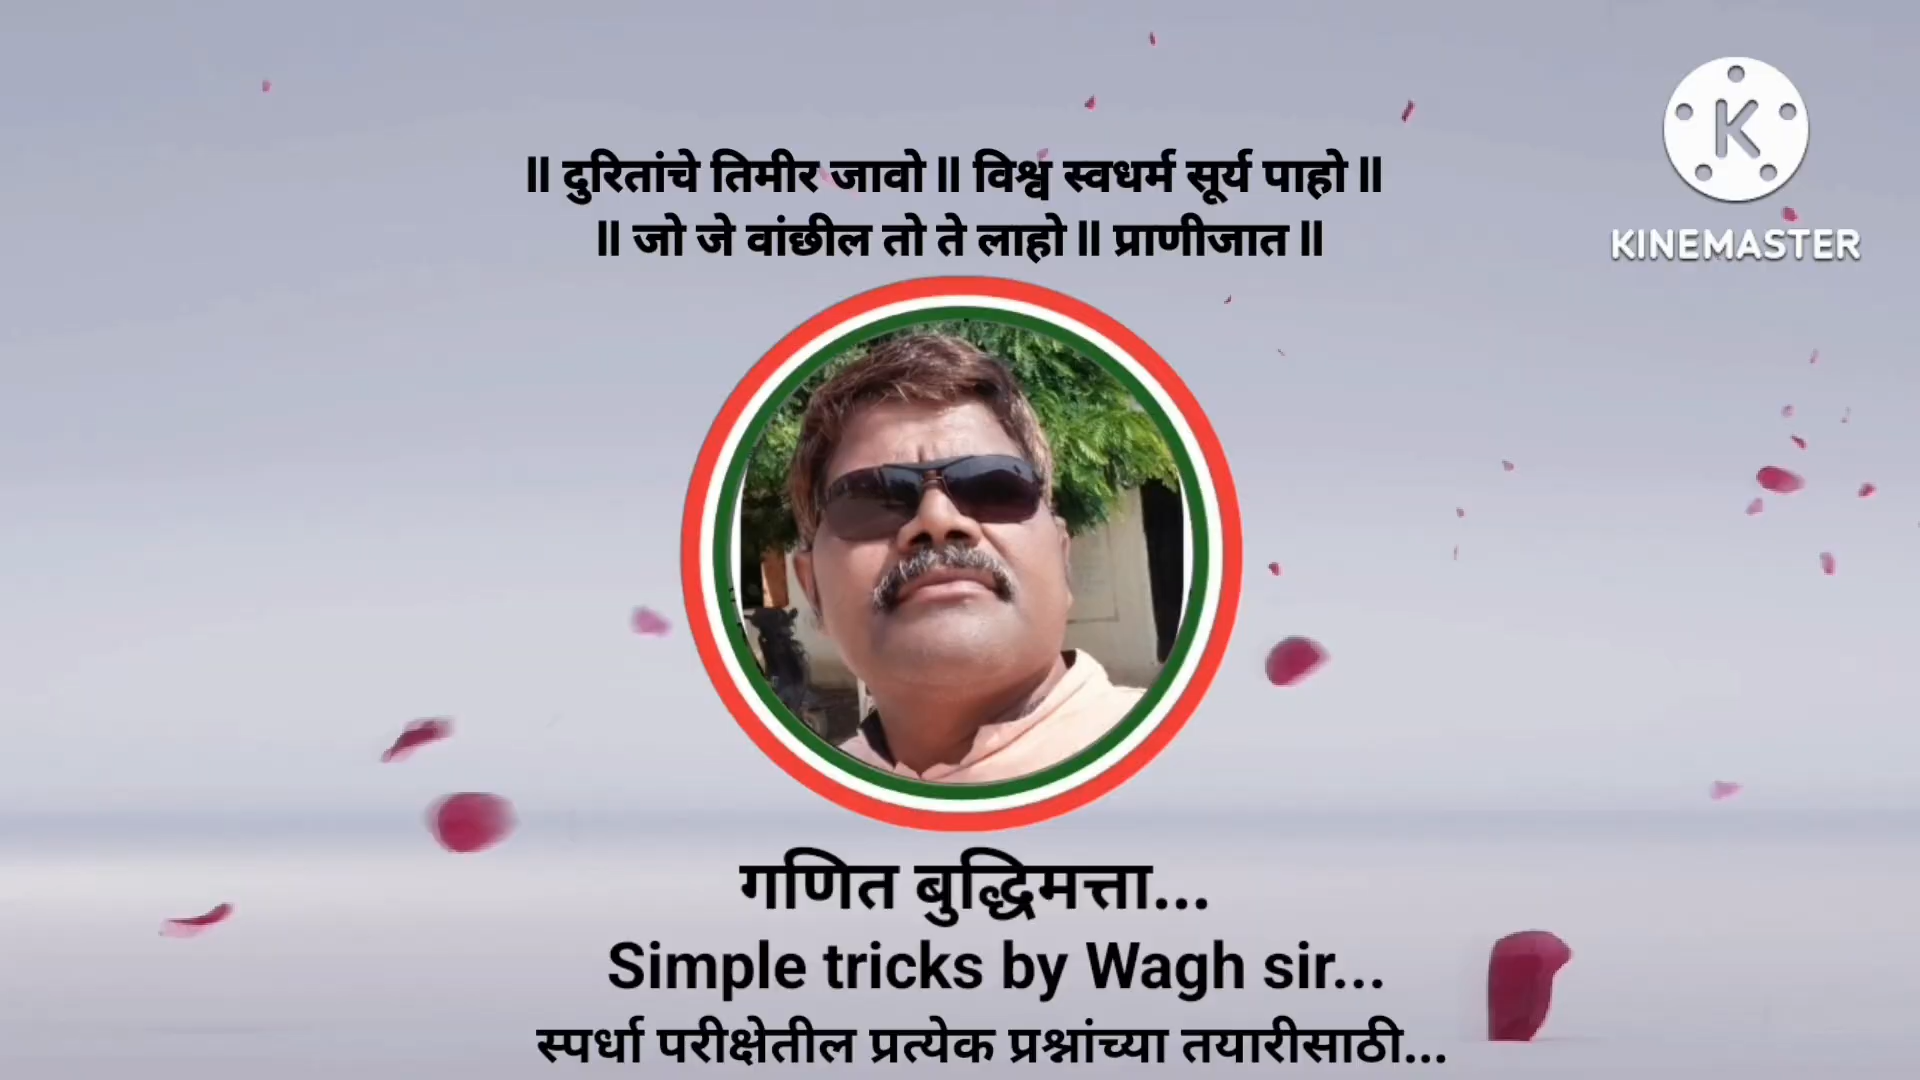 ॥ दुरितांचे तिमीर जावो ॥ विश्व स्वधर्म सूर्य पाहो ॥
॥ जो जे वांछील तो ते लाहो ॥ प्राणीजात ॥
K
KINEMASTER
गणित बुद्धिमत्ता...
Simple tricks by Wagh sir...
स्पर्धा परीक्षेतील प्रत्येक प्रश्नांच्या तयारीसाठी...